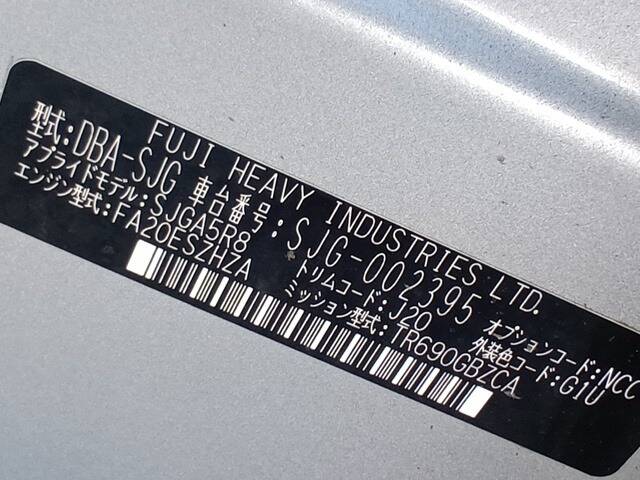 FUJI HEAVY INDUSTRIES LTD.
型式:DBA-SJG 車台番号:SJG-002395
アプライドモデル:SJGA5R8 トリムコード:J20 オプションコード:NCC
エンジン型式:FA20ESZHZA ミッション型式:TR690GBZCA 外装色コード:G1U